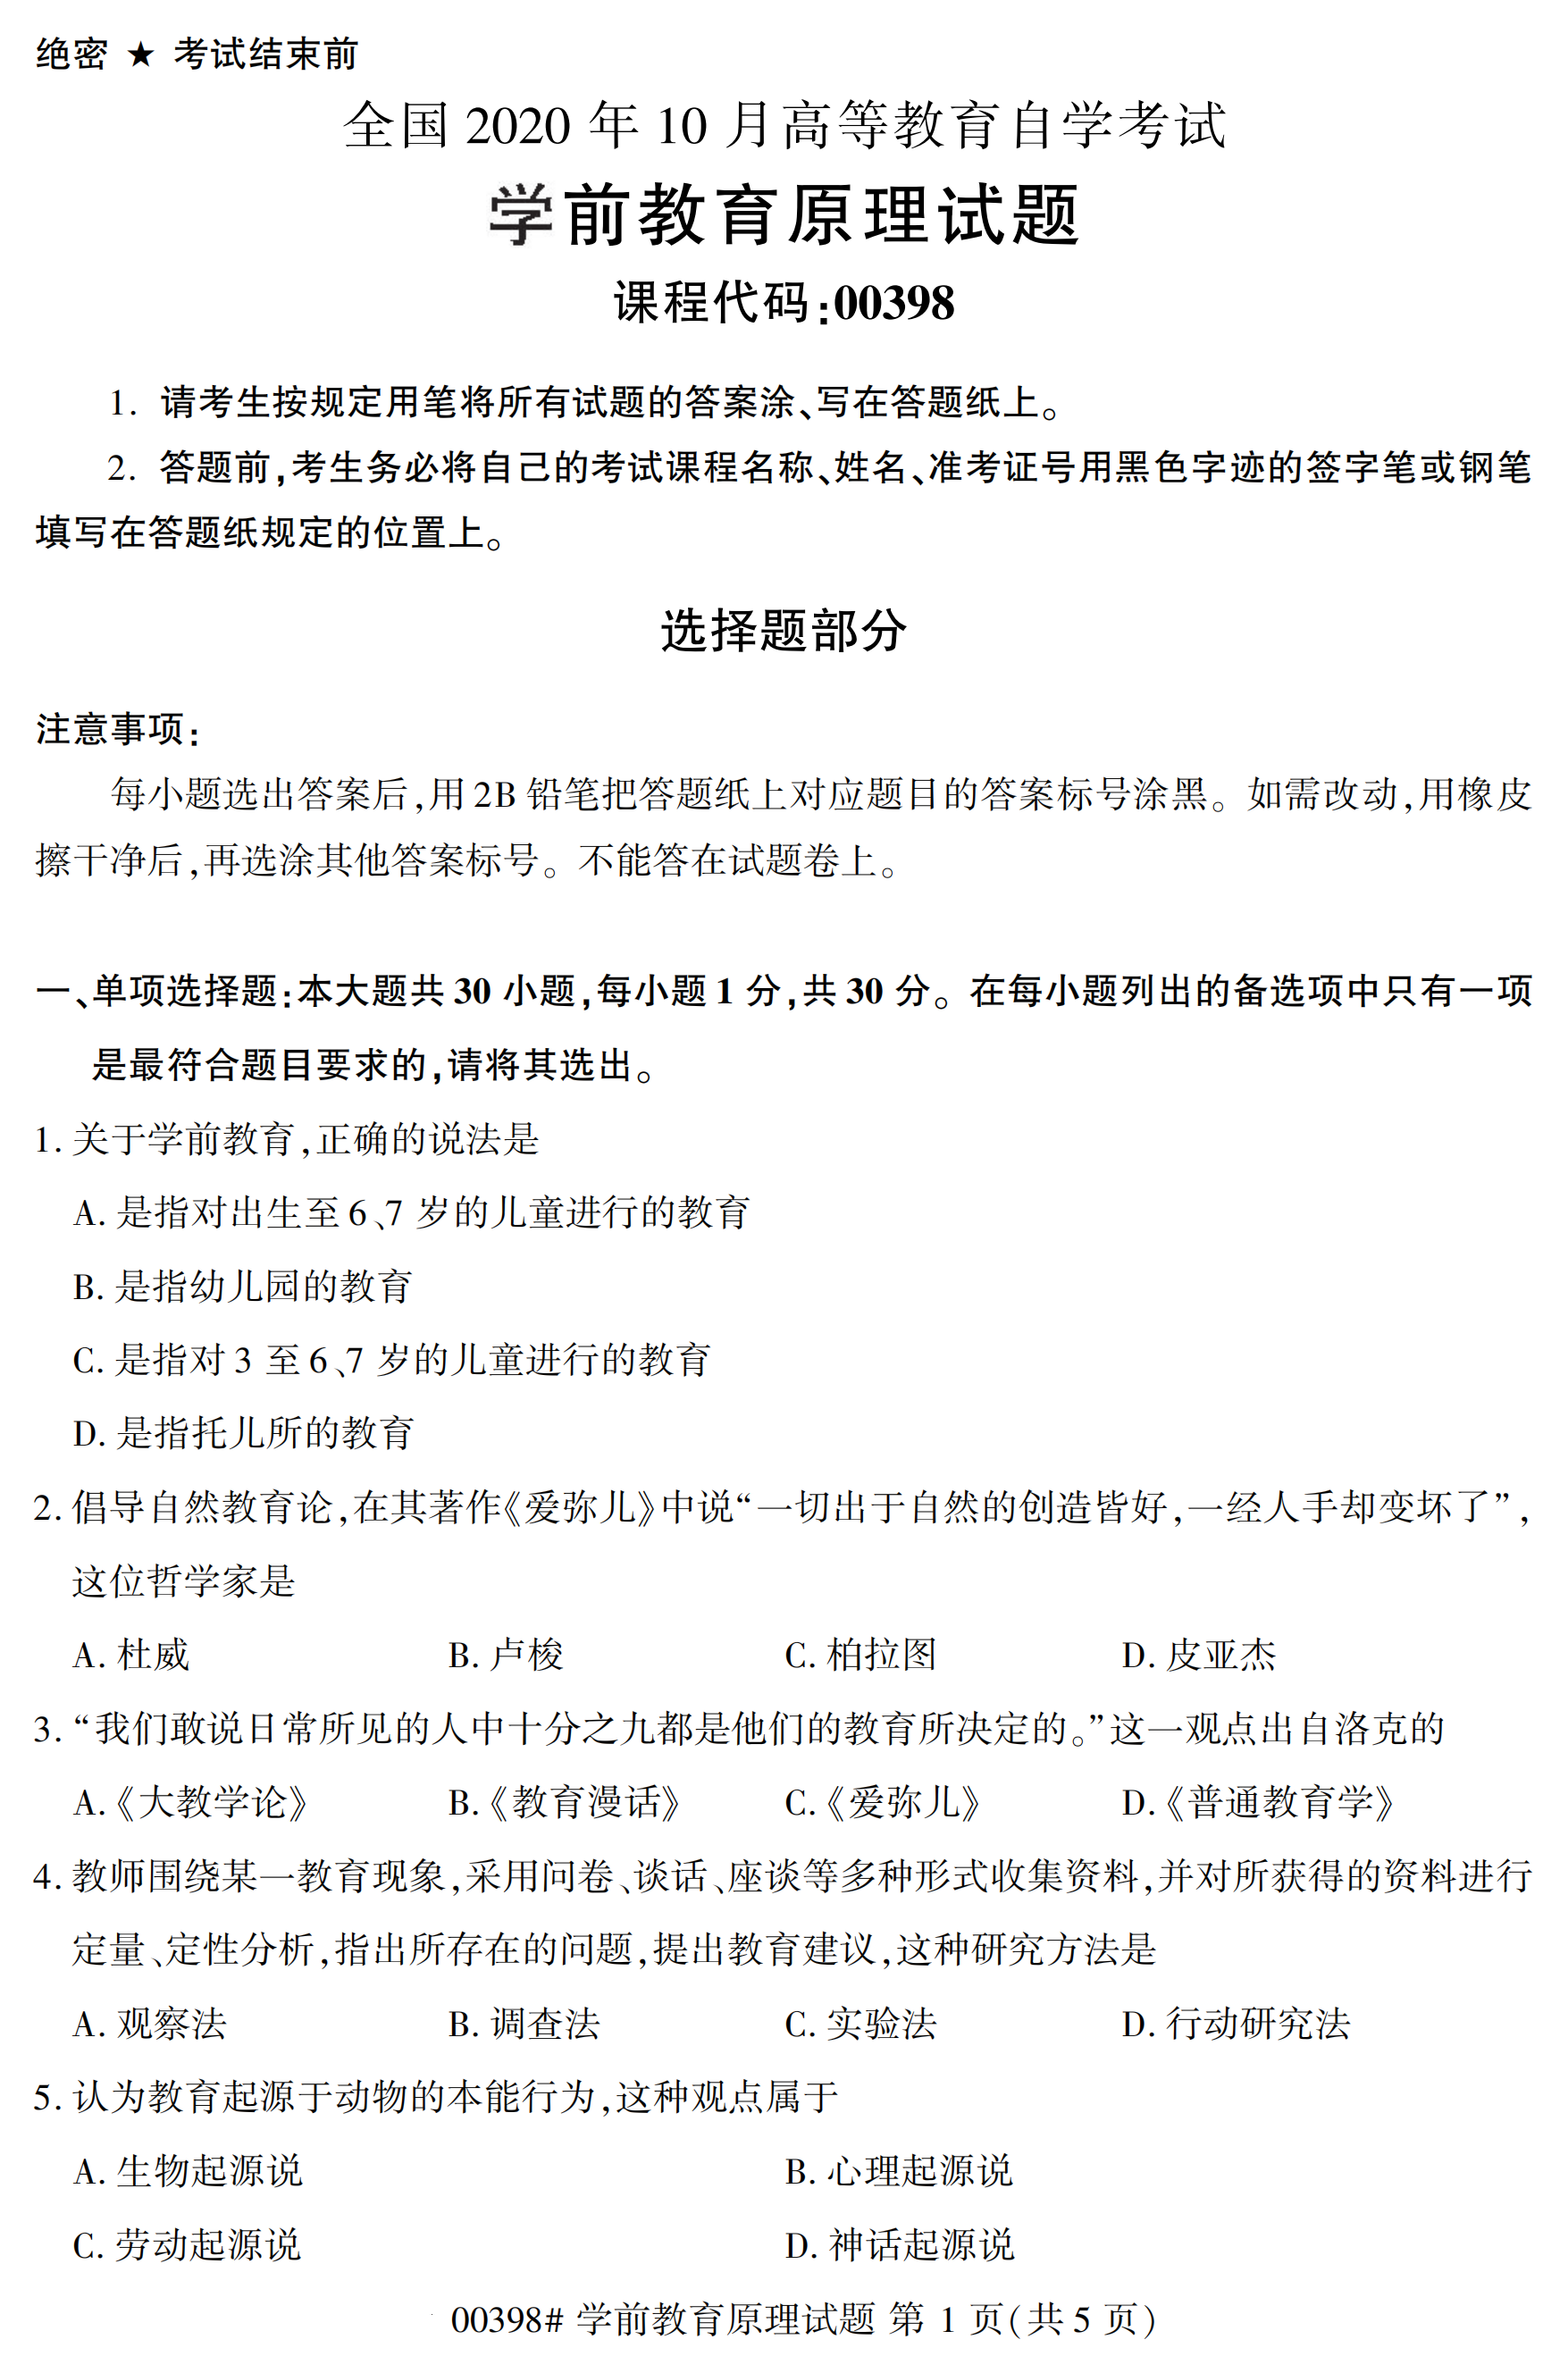 绝密 ★ 考试结束前
全国 2020 年 10 月高等教育自学考试
学前教育原理试题
课程代码:00398
1. 请考生按规定用笔将所有试题的答案涂、写在答题纸上。
2. 答题前,考生务必将自己的考试课程名称、姓名、准考证号用黑色字迹的签字笔或钢笔
填写在答题纸规定的位置上。
选择题部分
注意事项:
每小题选出答案后,用 2B 铅笔把答题纸上对应题目的答案标号涂黑。如需改动,用橡皮
擦干净后,再选涂其他答案标号。不能答在试题卷上。
一、单项选择题:本大题共 30 小题,每小题 1 分,共 30 分。在每小题列出的备选项中只有一项
是最符合题目要求的,请将其选出。
1. 关于学前教育,正确的说法是
A. 是指对出生至 6、7 岁的儿童进行的教育
B. 是指幼儿园的教育
C. 是指对 3 至 6、7 岁的儿童进行的教育
D. 是指托儿所的教育
2. 倡导自然教育论,在其著作《爱弥儿》中说“一切出于自然的创造皆好,一经人手却变坏了”,
这位哲学家是
A. 杜威 B. 卢梭 C. 柏拉图 D. 皮亚杰
3. “我们敢说日常所见的人中十分之九都是他们的教育所决定的。”这一观点出自洛克的
A.《大教学论》 B.《教育漫话》 C.《爱弥儿》 D.《普通教育学》
4. 教师围绕某一教育现象,采用问卷、谈话、座谈等多种形式收集资料,并对所获得的资料进行
定量、定性分析,指出所存在的问题,提出教育建议,这种研究方法是
A. 观察法 B. 调查法 C. 实验法 D. 行动研究法
5. 认为教育起源于动物的本能行为,这种观点属于
A. 生物起源说 B. 心理起源说
C. 劳动起源说 D. 神话起源说
00398# 学前教育原理试题 第 1 页(共 5 页)